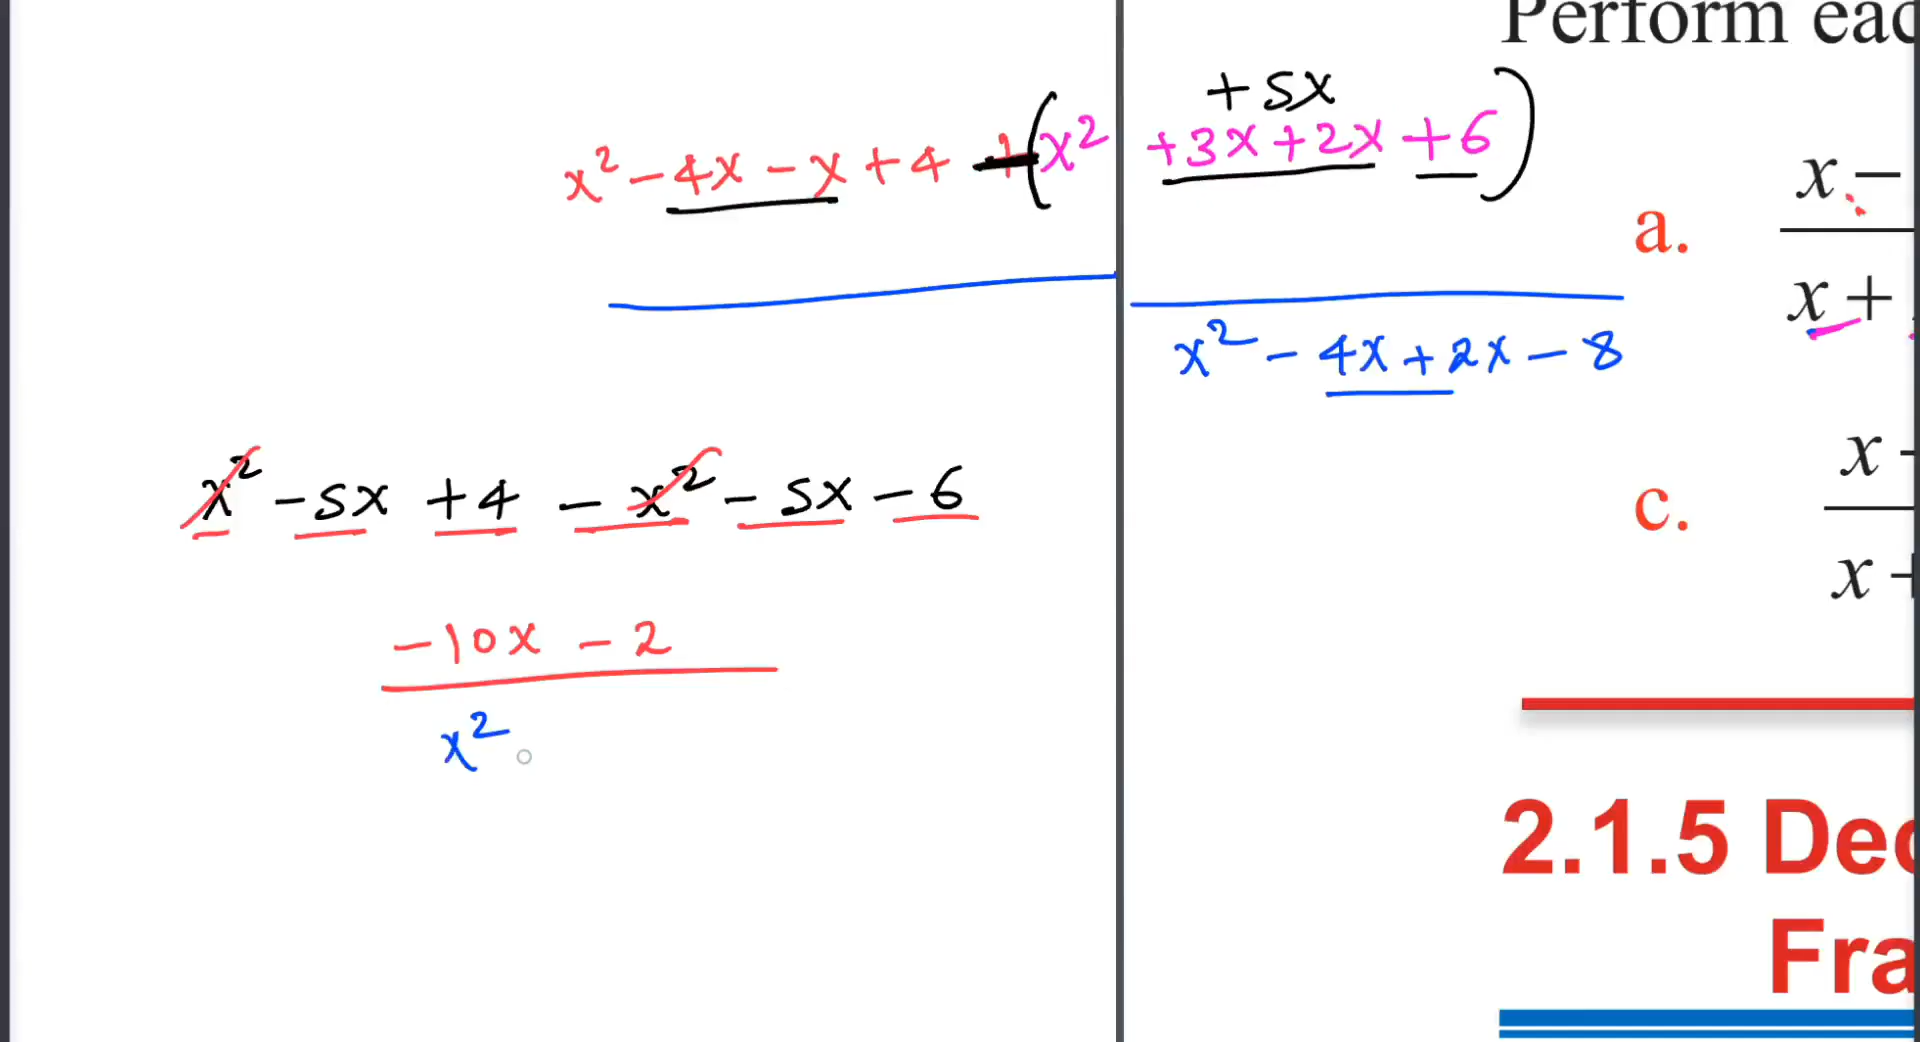 Perform eac
+ 5x
x² - 4x - x + 4 - (x² + 3x + 2x + 6)
x² - 4x + 2x - 8
a. x -
x +
x² - 5x + 4 - x² - 5x - 6
c. x -
x +
-10x - 2
x²
2.1.5 Dec
Fra